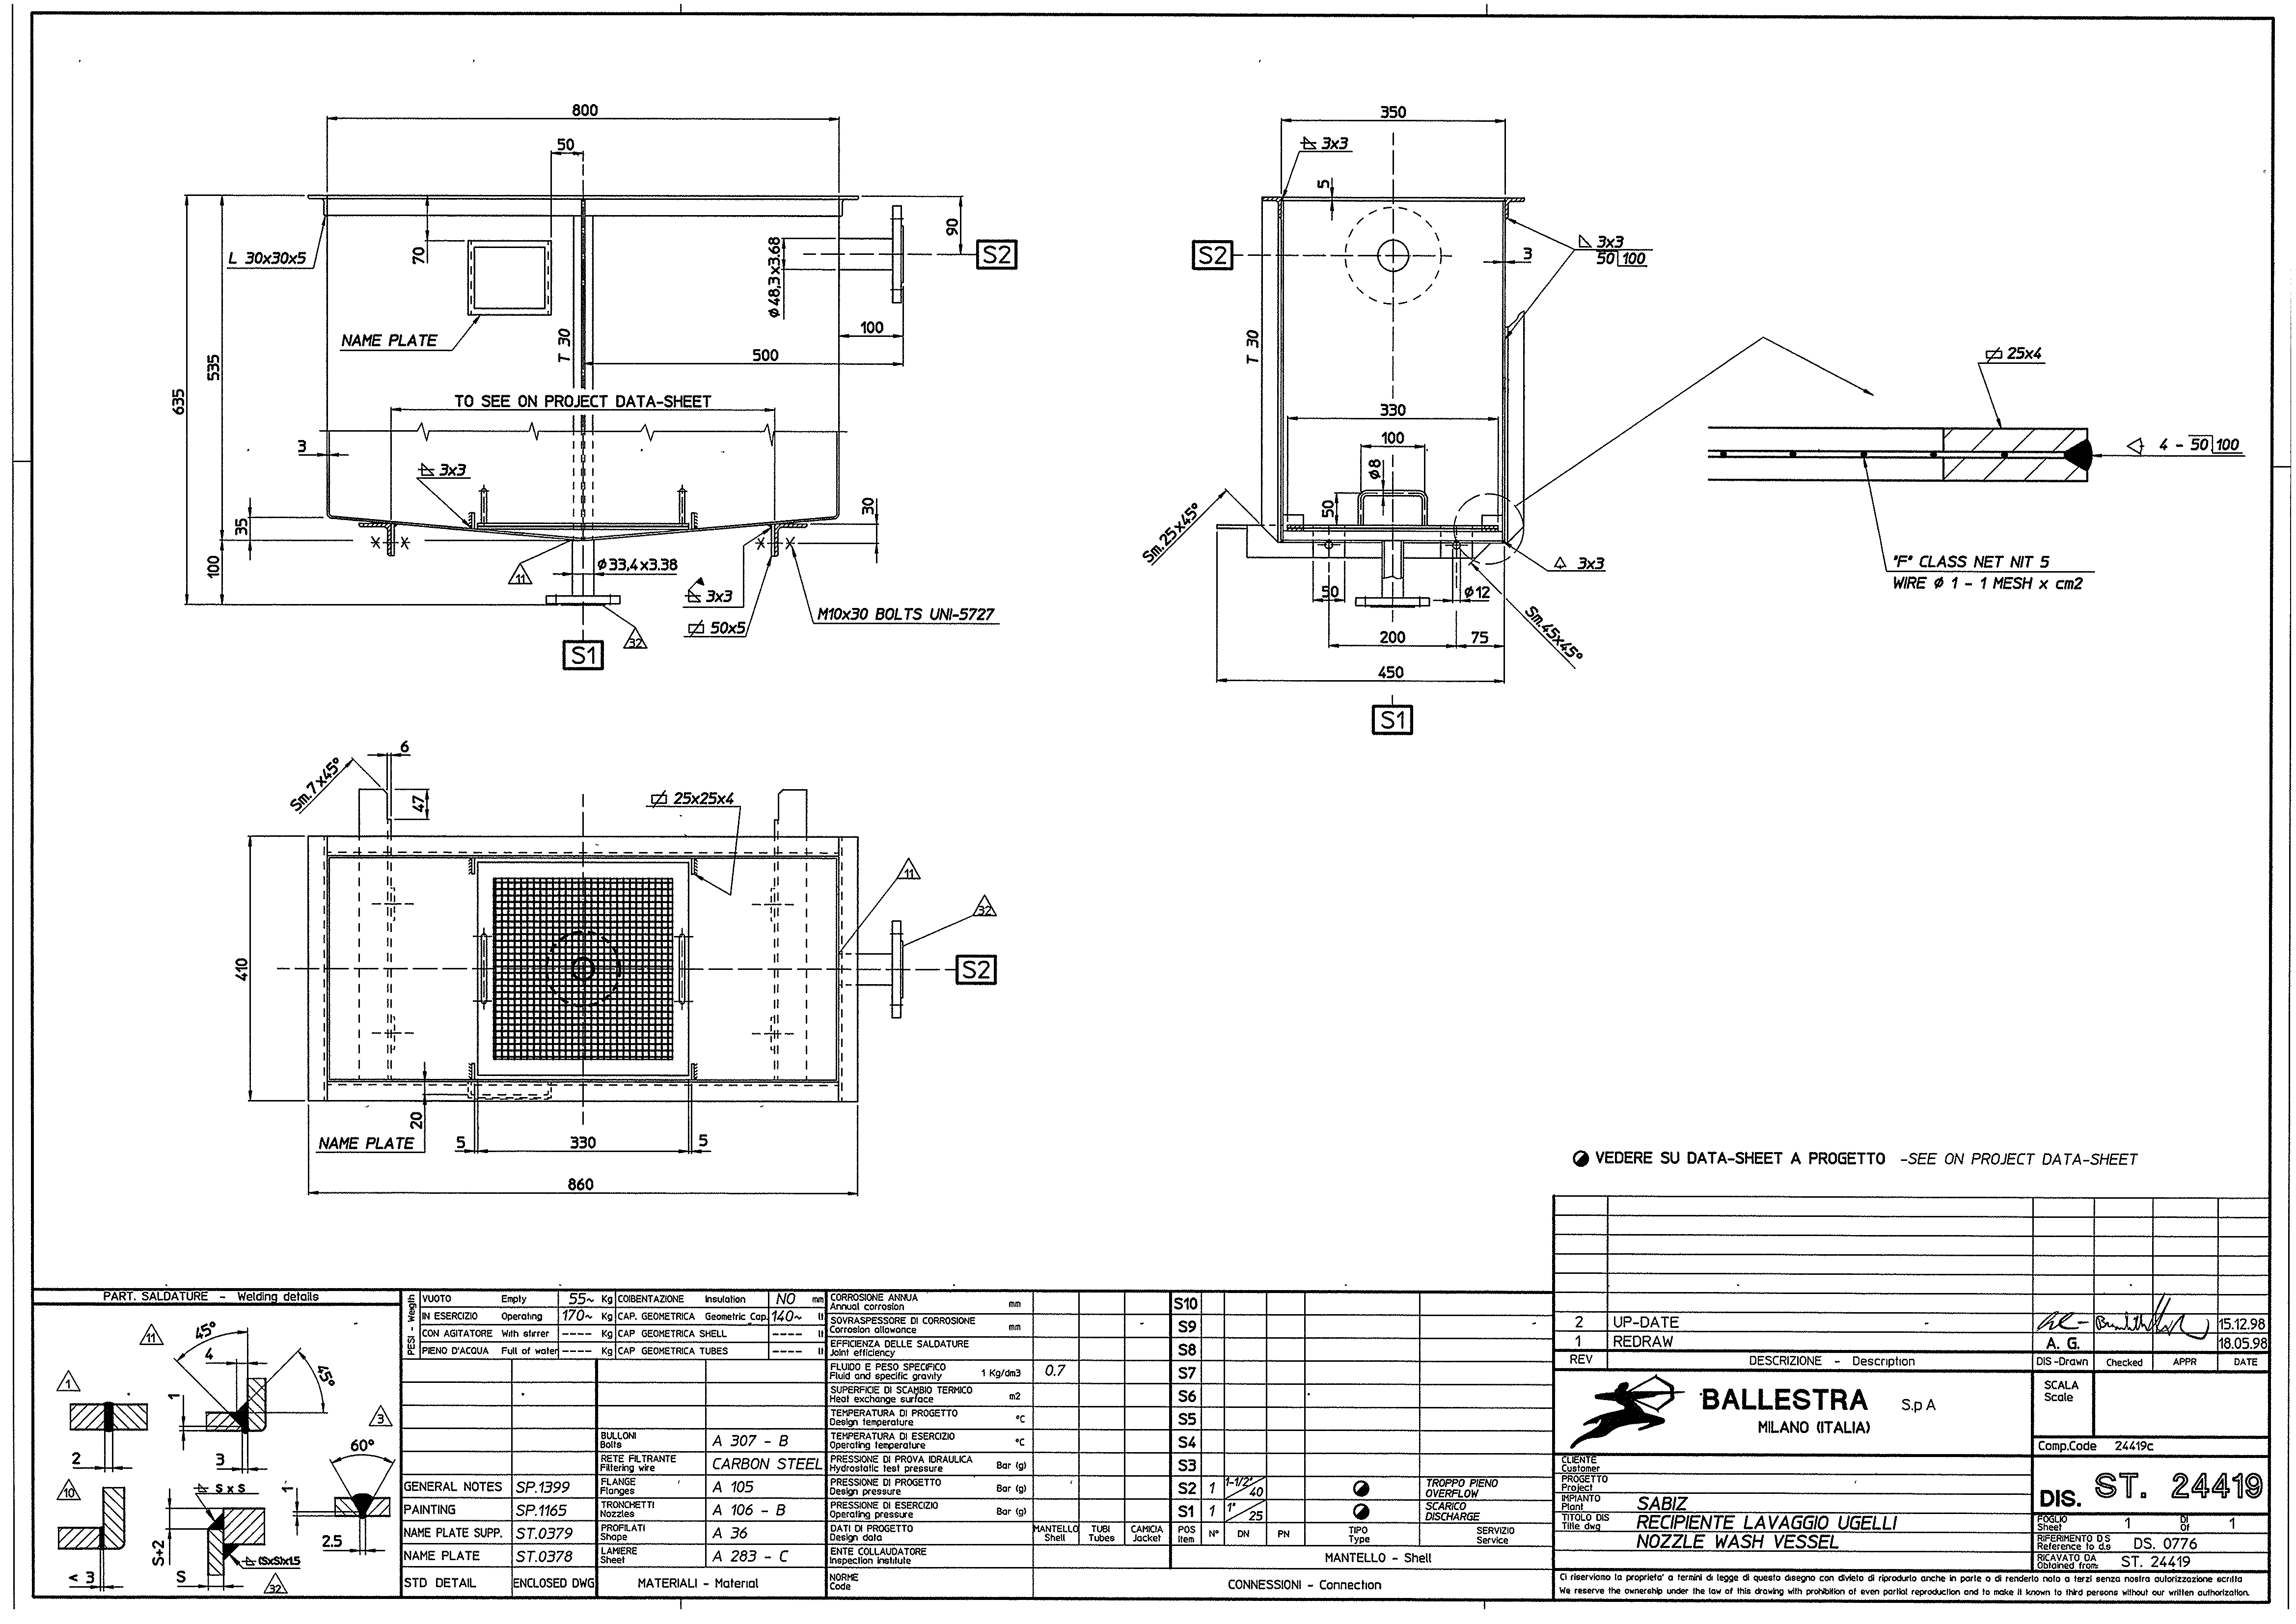 800
50
L 30x30x5
70
NAME PLATE
T 30
Φ48,3x3.68
90
S2
100
500
635
535
TO SEE ON PROJECT DATA-SHEET
3
3x3
35
100
11
Φ33,4x3.38
32
3x3
50x5
30
M10x30 BOLTS UNI-5727
S1
350
3x3
5
S2
3
3x3
50 100
T 30
330
100
Φ8
50
Sm.25x45°
3x3
50
Φ12
Sm.45x45°
200
75
450
S1
25x4
4 - 50 100
"F" CLASS NET NIT 5
WIRE Φ 1 - 1 MESH x cm2
6
Sm.7x45°
47
25x25x4
11
32
S2
410
20
NAME PLATE
5
330
5
860
VEDERE SU DATA-SHEET A PROGETTO -SEE ON PROJECT DATA-SHEET
PART. SALDATURE - Welding details
11
45°
4
45°
1
1
2
3
3
60°
10
S x S
1
S+2
(SxS)x1.5
2.5
< 3
S
32
PESI - Weigth
VUOTO Empty 55~ Kg
IN ESERCIZIO Operating 170~ Kg
CON AGITATORE With stirrer ---- Kg
PIENO D'ACQUA Full of water ---- Kg
COIBENTAZIONE Insulation NO mm
CAP. GEOMETRICA Geometric Cap. 140~ lt
CAP GEOMETRICA SHELL ---- lt
CAP GEOMETRICA TUBES ---- lt
GENERAL NOTES SP.1399
PAINTING SP.1165
NAME PLATE SUPP. ST.0379
NAME PLATE ST.0378
STD DETAIL ENCLOSED DWG
BULLONI
Bolts
A 307 - B
RETE FILTRANTE
Filtering wire
CARBON STEEL
FLANGE
Flanges
A 105
TRONCHETTI
Nozzles
A 106 - B
PROFILATI
Shape
A 36
LAMIERE
Sheet
A 283 - C
MATERIALI - Material
CORROSIONE ANNUA
Annual corrosion
mm
SOVRASPESSORE DI CORROSIONE
Corrosion allowance
mm
EFFICIENZA DELLE SALDATURE
Joint efficiency
FLUIDO E PESO SPECIFICO
Fluid and specific gravity
1 Kg/dm3 0.7
SUPERFICIE DI SCAMBIO TERMICO
Heat exchange surface
m2
TEMPERATURA DI PROGETTO
Design temperature
°C
TEMPERATURA DI ESERCIZIO
Operating temperature
°C
PRESSIONE DI PROVA IDRAULICA
Hydrostatic test pressure
Bar (g)
PRESSIONE DI PROGETTO
Design pressure
Bar (g)
PRESSIONE DI ESERCIZIO
Operating pressure
Bar (g)
DATI DI PROGETTO
Design data
MANTELLO
Shell
TUBI
Tubes
CAMICIA
Jacket
ENTE COLLAUDATORE
Inspection institute
NORME
Code
S10
S9
S8
S7
S6
S5
S4
S3
S2 1 1-1/2" 40 TROPPO PIENO
OVERFLOW
S1 1 1" 25 SCARICO
DISCHARGE
POS
Item
N° DN PN
TIPO
Type
SERVIZIO
Service
MANTELLO - Shell
CONNESSIONI - Connection
2 UP-DATE 15.12.98
1 REDRAW A. G. 18.05.98
REV DESCRIZIONE - Description DIS -Drawn Checked APPR DATE
BALLESTRA S.p A
MILANO (ITALIA)
SCALA
Scale
Comp.Code 24419c
CLIENTE
Customer
PROGETTO
Project
IMPIANTO
Plant
SABIZ
TITOLO DIS
Title dwg
RECIPIENTE LAVAGGIO UGELLI
NOZZLE WASH VESSEL
DIS. ST. 24419
FOGLIO
Sheet
1
DI
Of
1
RIFERIMENTO D.S
Reference to d.s
DS. 0776
RICAVATO DA
Obtained from:
ST. 24419
Ci riserviamo la proprieta' a termini di legge di questo disegno con divieto di riprodurlo anche in parte o di renderlo noto a terzi senza nostra autorizzazione scritta
We reserve the ownership under the law of this drawing with prohibition of even partial reproduction and to make it known to third persons without our written authorization.